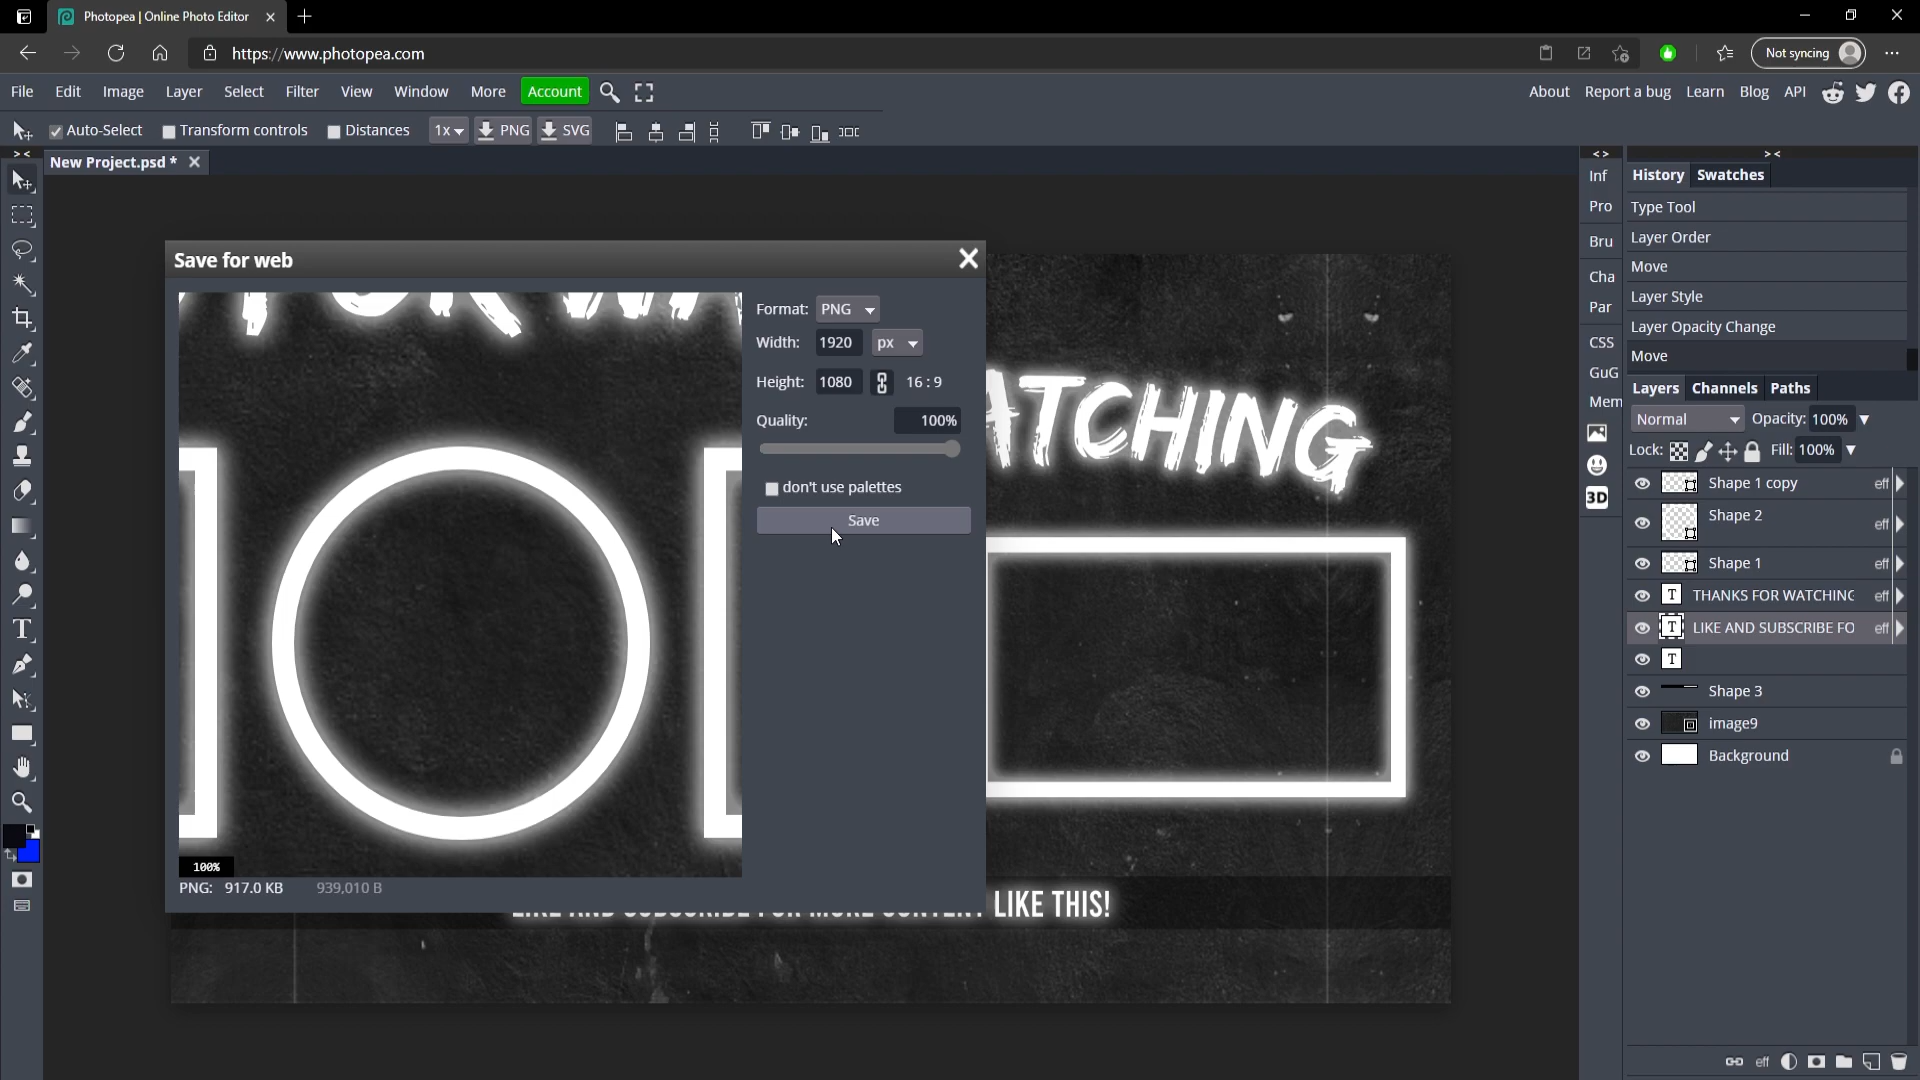 Photopea | Online Photo Editor
https://www.photopea.com
Not syncing
File Edit Image Layer Select Filter View Window More Account
About Report a bug Learn Blog API
Auto-Select Transform controls Distances 1x PNG SVG
New Project.psd *
Save for web
Format: PNG
Width: 1920 px
Height: 1080 16 : 9
Quality: 100%
don't use palettes
Save
100%
PNG: 917.0 KB 939,010 B
ATCHING
LIKE AND SUBSCRIBE FOR MORE CONTENT LIKE THIS!
Inf
Pro
Bru
Cha
Par
CSS
GuG
Mem
3D
History Swatches
Type Tool
Layer Order
Move
Layer Style
Layer Opacity Change
Move
Layers Channels Paths
Normal Opacity: 100%
Lock: Fill: 100%
Shape 1 copy eff
Shape 2 eff
Shape 1 eff
T THANKS FOR WATCHING eff
T LIKE AND SUBSCRIBE FO eff
T
Shape 3
image9
Background
eff